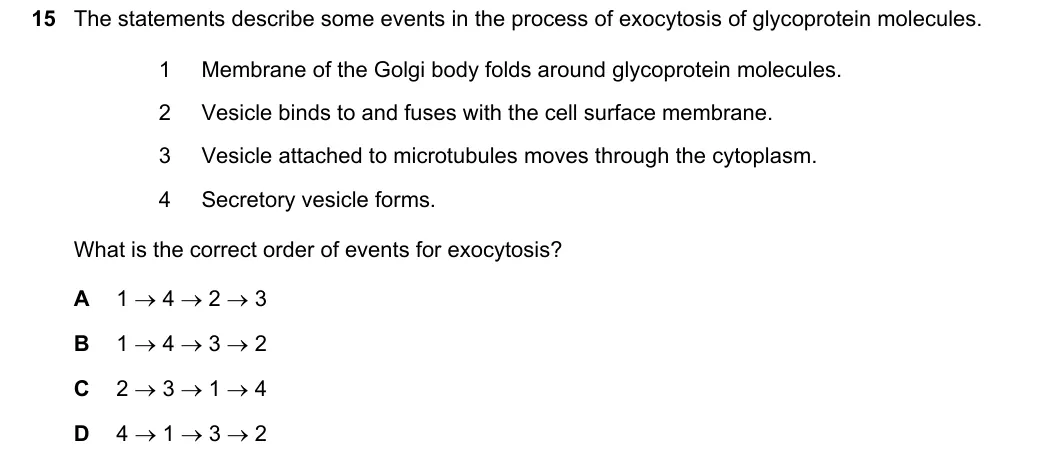 15 The statements describe some events in the process of exocytosis of glycoprotein molecules.
1 Membrane of the Golgi body folds around glycoprotein molecules.
2 Vesicle binds to and fuses with the cell surface membrane.
3 Vesicle attached to microtubules moves through the cytoplasm.
4 Secretory vesicle forms.
What is the correct order of events for exocytosis?
A 1 → 4 → 2 → 3
B 1 → 4 → 3 → 2
C 2 → 3 → 1 → 4
D 4 → 1 → 3 → 2